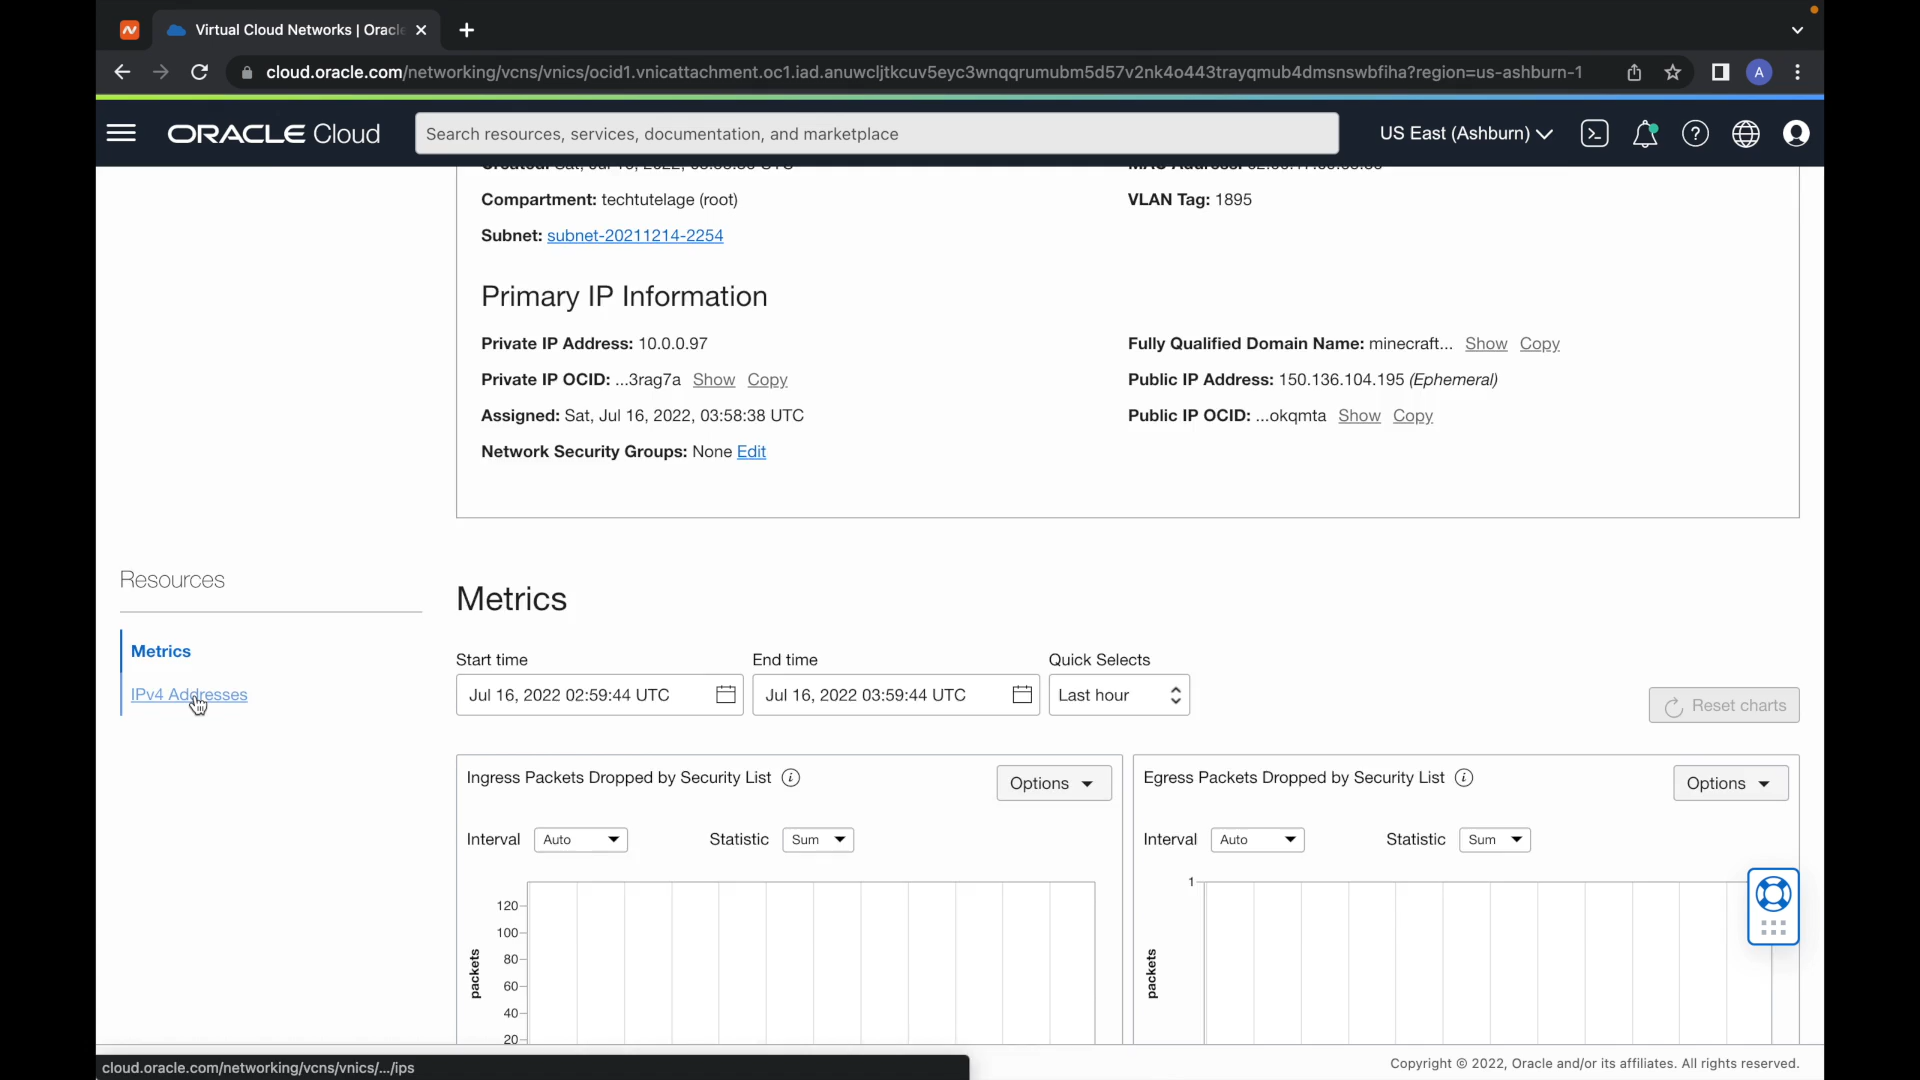 Virtual Cloud Networks | Oracle
cloud.oracle.com/networking/vcns/vnics/ocid1.vnicattachment.oc1.iad.anuwcljtkcuv5eyc3wnqqrumubm5d57v2nk4o443trayqmub4dmsnswbfiha?region=us-ashburn-1
A
ORACLE Cloud
Search resources, services, documentation, and marketplace
US East (Ashburn)
Compartment: techtutelage (root)
VLAN Tag: 1895
Subnet: subnet-20211214-2254
Primary IP Information
Private IP Address: 10.0.0.97
Fully Qualified Domain Name: minecraft... Show Copy
Private IP OCID: ...3rag7a Show Copy
Public IP Address: 150.136.104.195 (Ephemeral)
Assigned: Sat, Jul 16, 2022, 03:58:38 UTC
Public IP OCID: ...okqmta Show Copy
Network Security Groups: None Edit
Resources
Metrics
IPv4 Addresses
Metrics
Start time
End time
Quick Selects
Jul 16, 2022 02:59:44 UTC
Jul 16, 2022 03:59:44 UTC
Last hour
Reset charts
Ingress Packets Dropped by Security List
Options
Interval Auto Statistic Sum
120
100
80
60
40
20
packets
Egress Packets Dropped by Security List
Options
Interval Auto Statistic Sum
1
packets
cloud.oracle.com/networking/vcns/vnics/.../ips
Copyright © 2022, Oracle and/or its affiliates. All rights reserved.